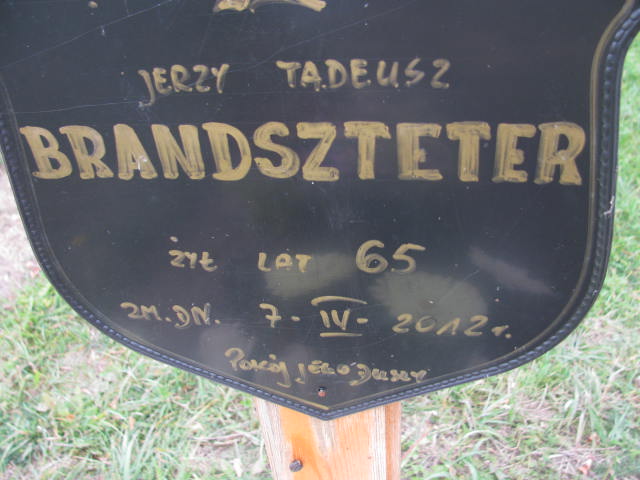 JERZY TADEUSZ
BRANDSZTETER
ŻYŁ LAT 65
ZM. DN. 7-IV-2012 r.
Pokój Jego Duszy